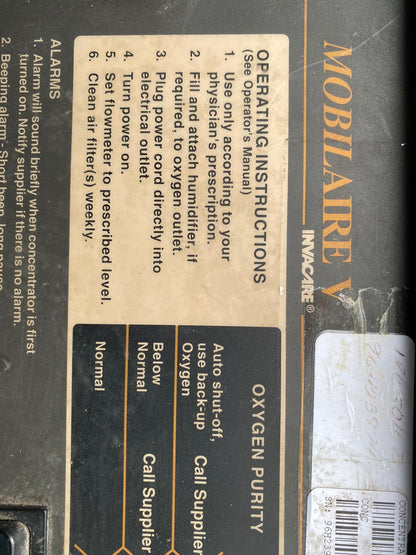 MOBILAIRE V
INVACARE®
OPERATING INSTRUCTIONS
(See Operator's Manual)
1. Use only according to your
physician's prescription.
2. Fill and attach humidifier, if
required, to oxygen outlet.
3. Plug power cord directly into
electrical outlet.
4. Turn power on.
5. Set flowmeter to prescribed level.
6. Clean air filter(s) weekly.
OXYGEN PURITY
Auto shut-off,
use back-up
Oxygen
Call Supplier
Below
Normal
Call Supplier
Normal
ALARMS
1. Alarm will sound briefly when concentrator is first
turned on. Notify supplier if there is no alarm.
2. Beeping alarm - Short beep, long pause
CONC